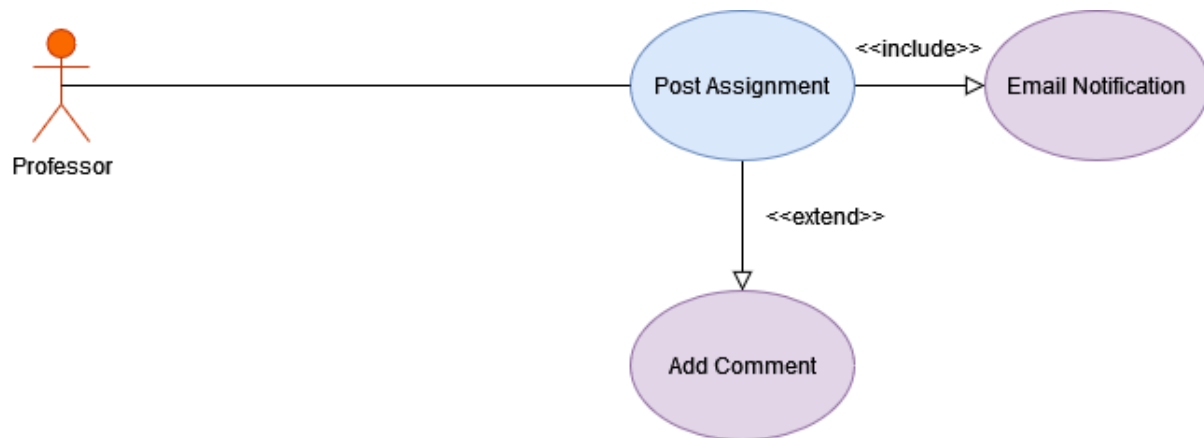 <<include>>
Post Assignment
Email Notification
Professor
<<extend>>
Add Comment